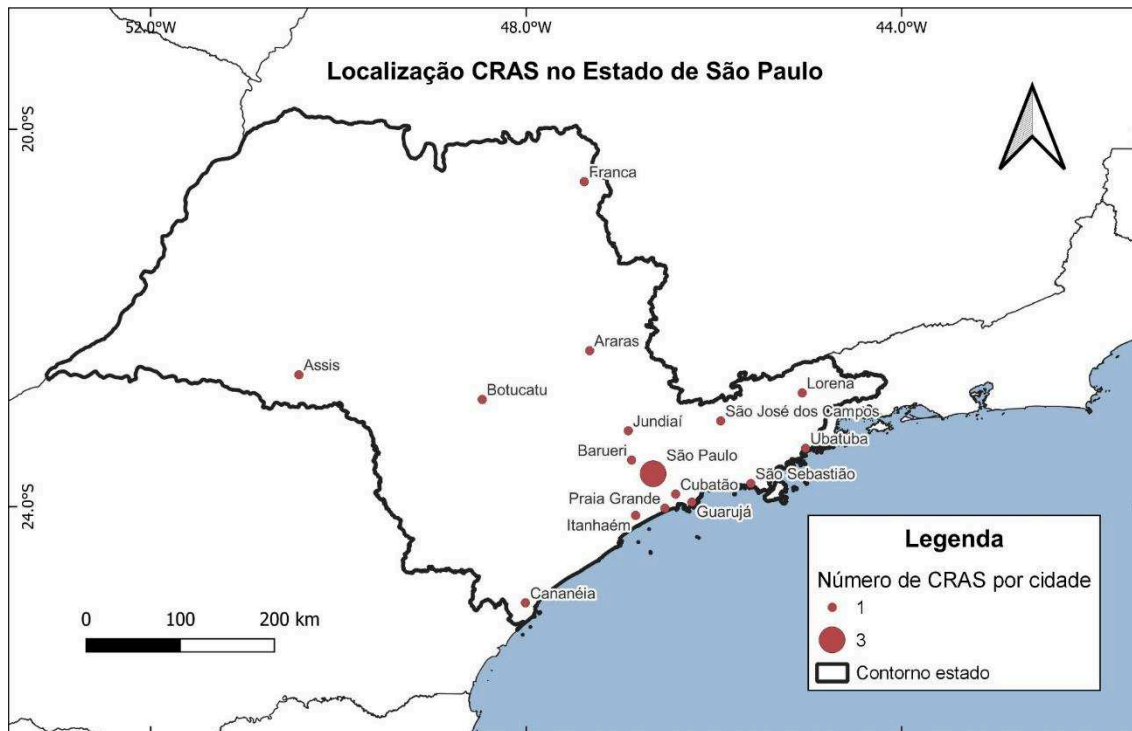 52.0°W
48.0°W
44.0°W
Localização CRAS no Estado de São Paulo
20.0°S
Franca
Araras
Assis
Botucatu
Lorena
São José dos Campos
Jundiaí
Ubatuba
Barueri
São Paulo
São Sebastião
Cubatão
Praia Grande
Guarujá
Itanhaém
24.0°S
Cananéia
0 100 200 km
Legenda
Número de CRAS por cidade
1
3
Contorno estado